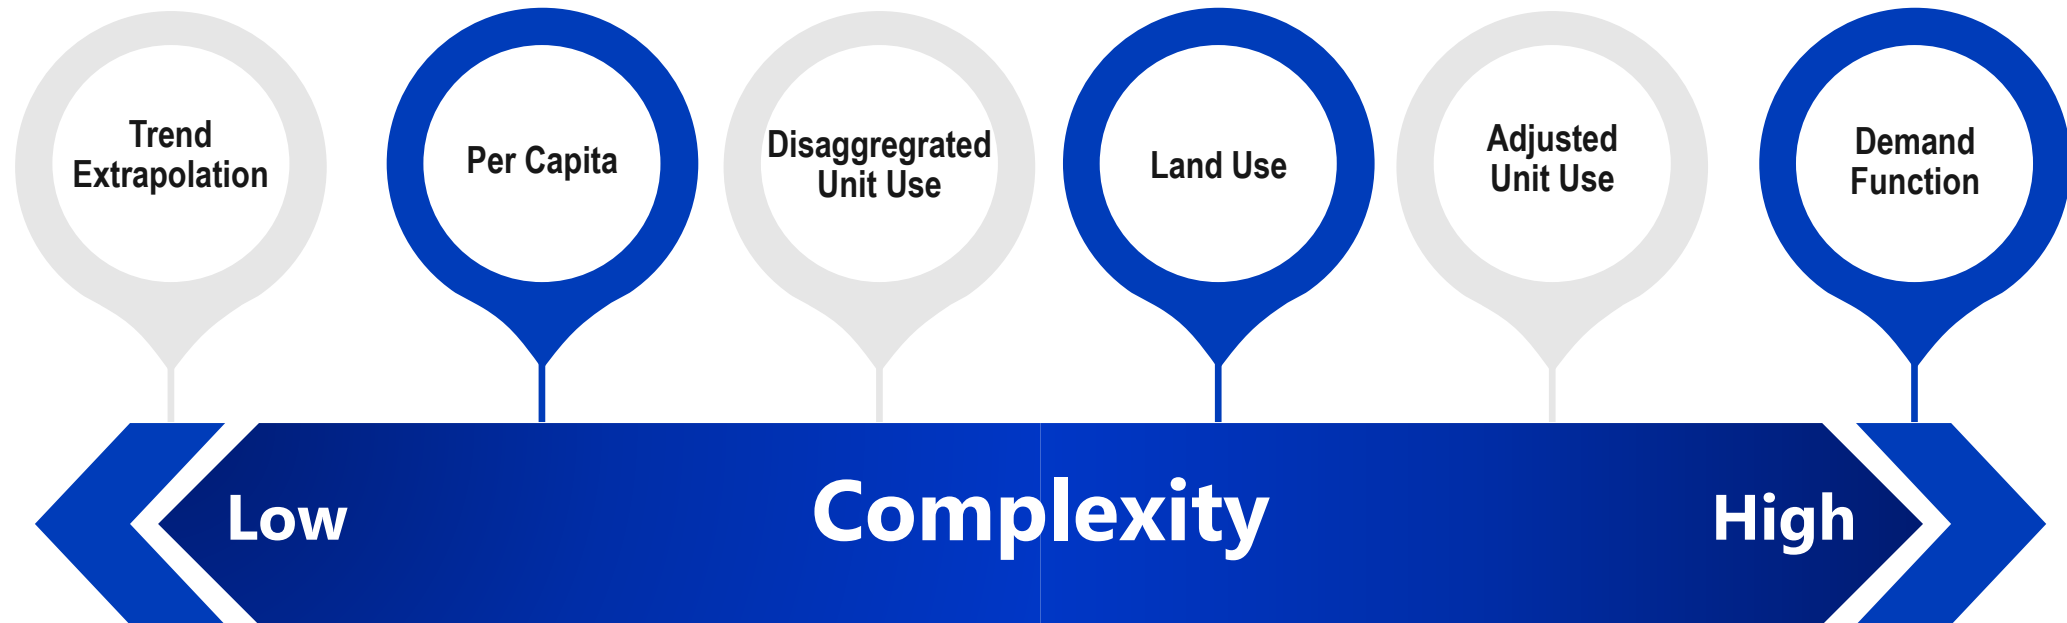 Trend
Extrapolation
Per Capita
Disaggregrated
Unit Use
Land Use
Adjusted
Unit Use
Demand
Function
Low
Complexity
High